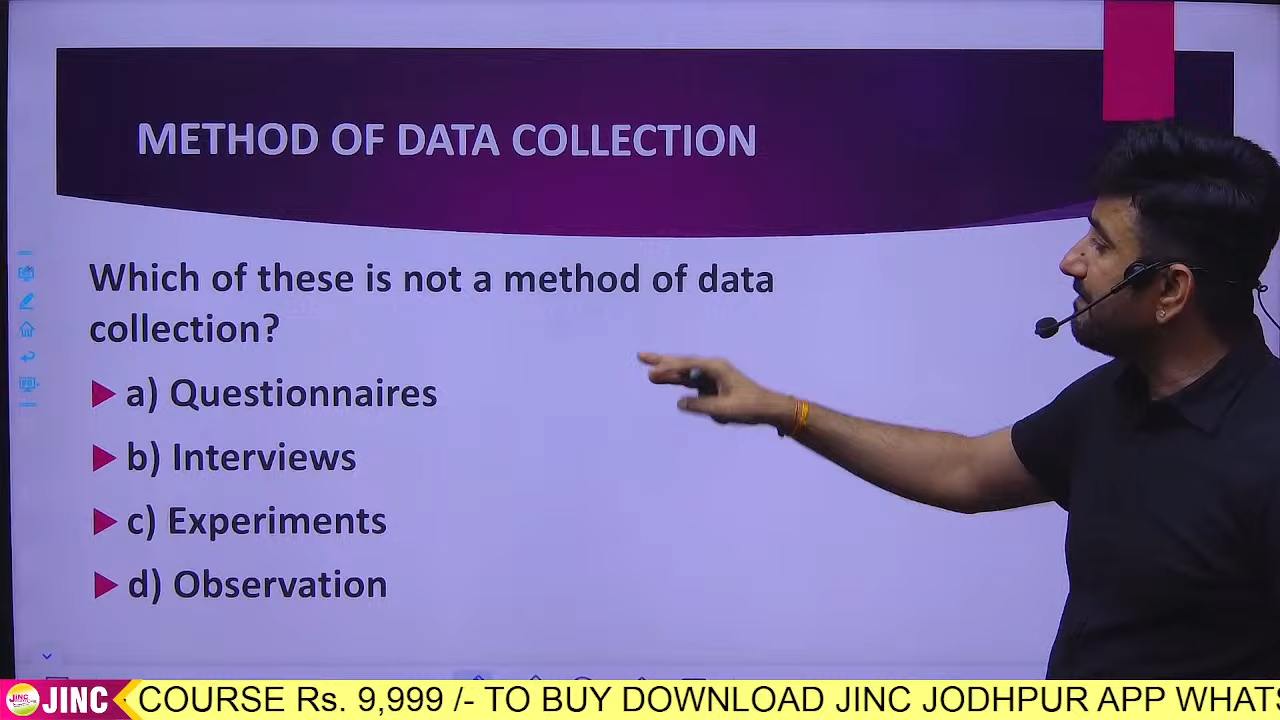 METHOD OF DATA COLLECTION
Which of these is not a method of data
collection?
a) Questionnaires
b) Interviews
c) Experiments
d) Observation
JINC COURSE Rs. 9,999 /- TO BUY DOWNLOAD JINC JODHPUR APP WHATS